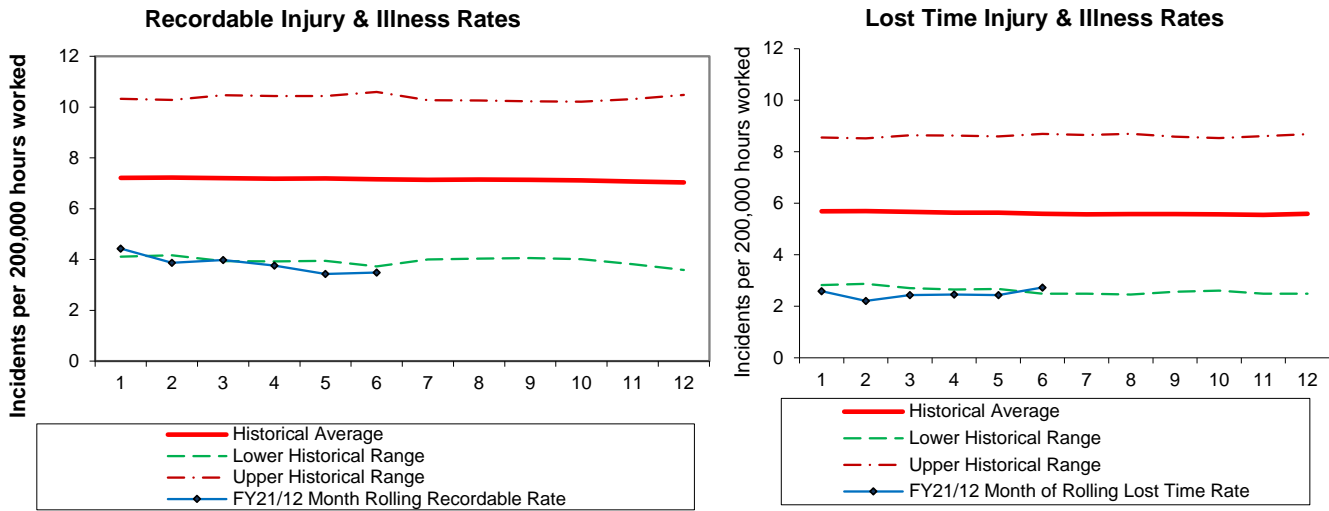 Recordable Injury & Illness Rates
Incidents per 200,000 hours worked
12
10
8
6
4
2
0
1 2 3 4 5 6 7 8 9 10 11 12
Historical Average
Lower Historical Range
Upper Historical Range
FY21/12 Month Rolling Recordable Rate
Lost Time Injury & Illness Rates
Incidents per 200,000 hours worked
12
10
8
6
4
2
0
1 2 3 4 5 6 7 8 9 10 11 12
Historical Average
Lower Historical Range
Upper Historical Range
FY21/12 Month of Rolling Lost Time Rate